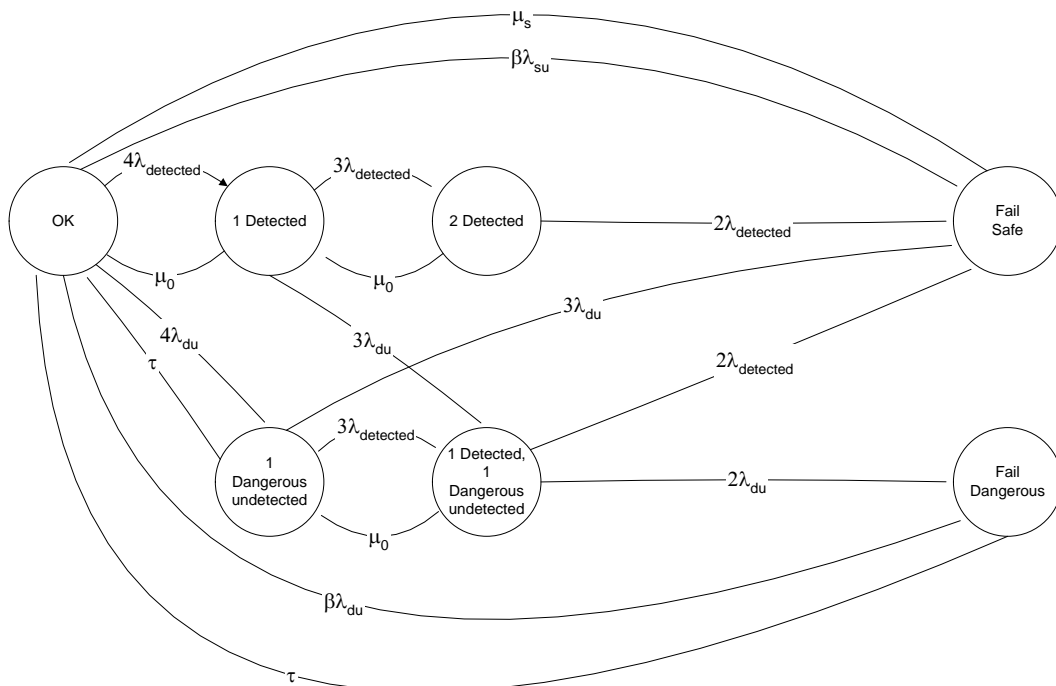 μs
βλsu
4λdetected
3λdetected
OK
1 Detected
2 Detected
2λdetected
Fail
Safe
μ0
μ0
3λdu
4λdu
3λdu
τ
2λdetected
3λdetected
1
Dangerous
undetected
1 Detected,
1
Dangerous
undetected
2λdu
Fail
Dangerous
μ0
βλdu
τ